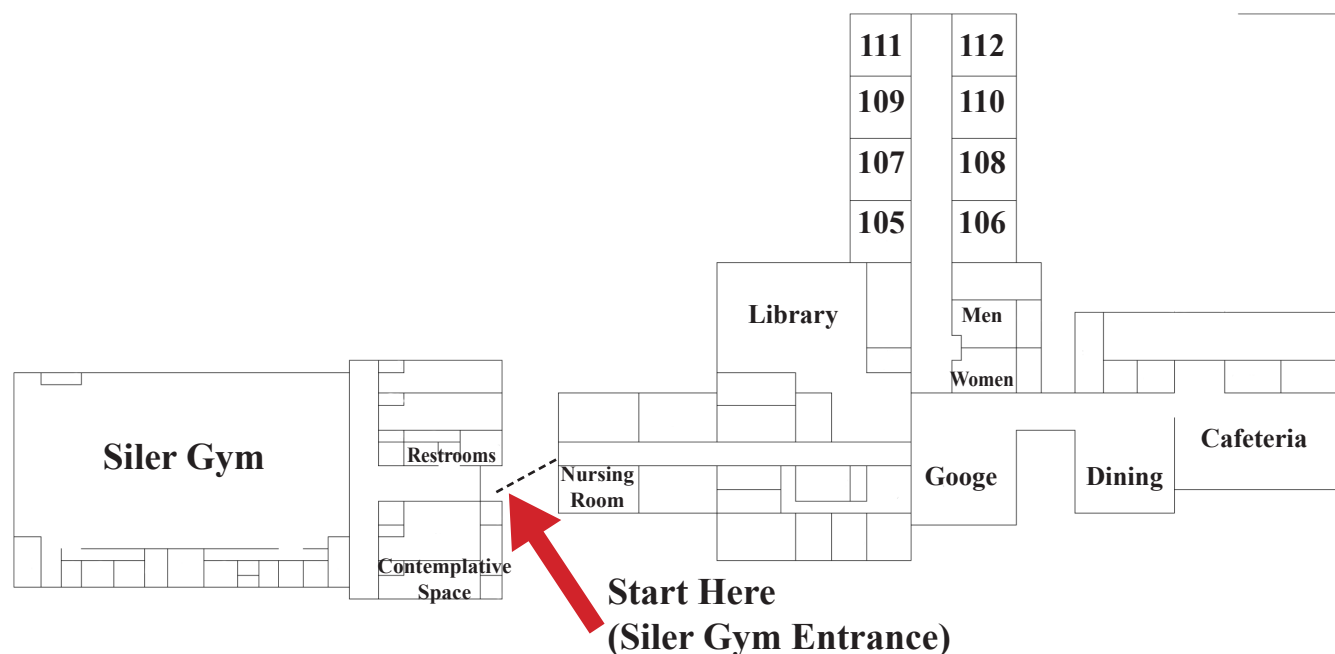 111 112
109 110
107 108
105 106
Library
Men
Women
Siler Gym
Restrooms
Nursing
Room
Googe
Dining
Cafeteria
Contemplative
Space
Start Here
(Siler Gym Entrance)